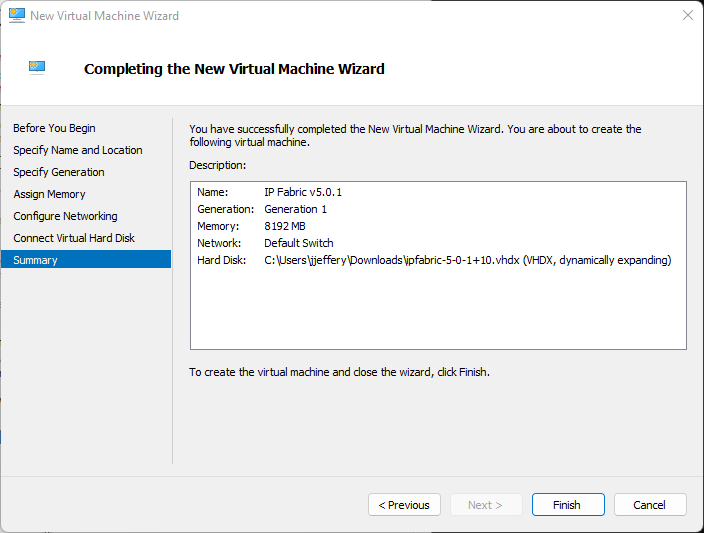 New Virtual Machine Wizard
Completing the New Virtual Machine Wizard
Before You Begin
Specify Name and Location
Specify Generation
Assign Memory
Configure Networking
Connect Virtual Hard Disk
Summary
You have successfully completed the New Virtual Machine Wizard. You are about to create the
following virtual machine.
Description:
Name: IP Fabric v5.0.1
Generation: Generation 1
Memory: 8192 MB
Network: Default Switch
Hard Disk: C:\Users\jjeffery\Downloads\ipfabric-5-0-1+10.vhdx (VHDX, dynamically expanding)
To create the virtual machine and close the wizard, click Finish.
< Previous
Next >
Finish
Cancel